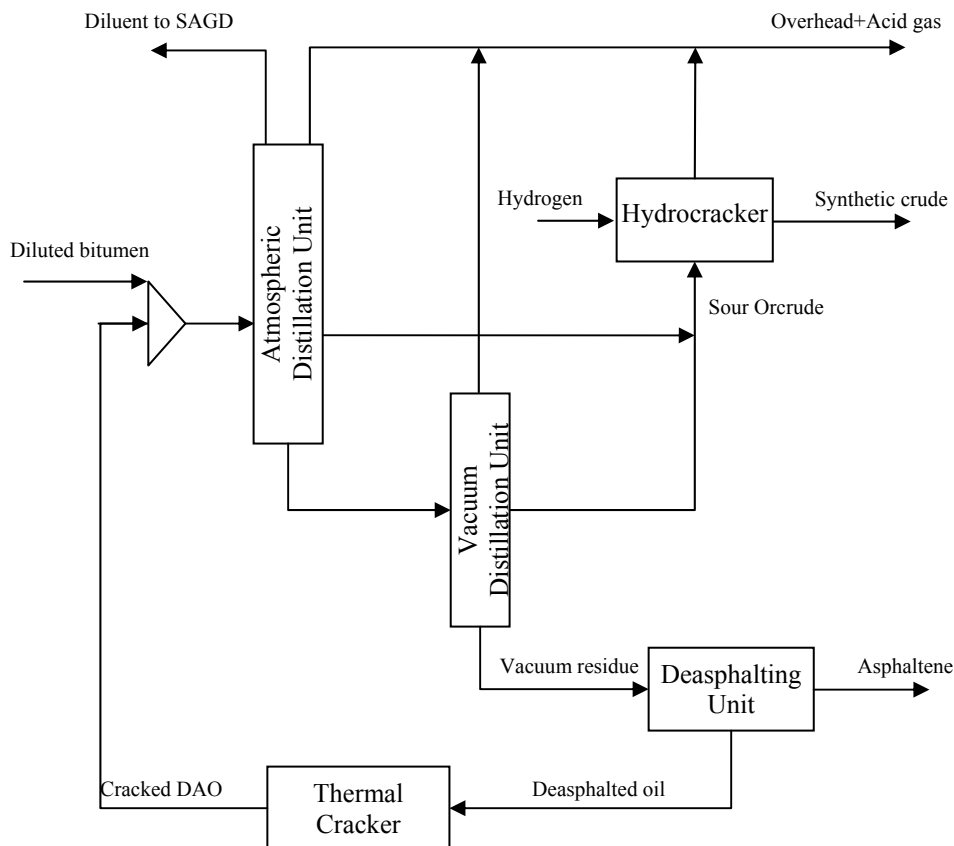 Diluent to SAGD
Overhead+Acid gas
Hydrogen
Hydrocracker
Synthetic crude
Diluted bitumen
Atmospheric
Distillation Unit
Sour Orcrude
Vacuum
Distillation Unit
Vacuum residue
Deasphalting
Unit
Asphaltene
Cracked DAO
Thermal
Cracker
Deasphalted oil